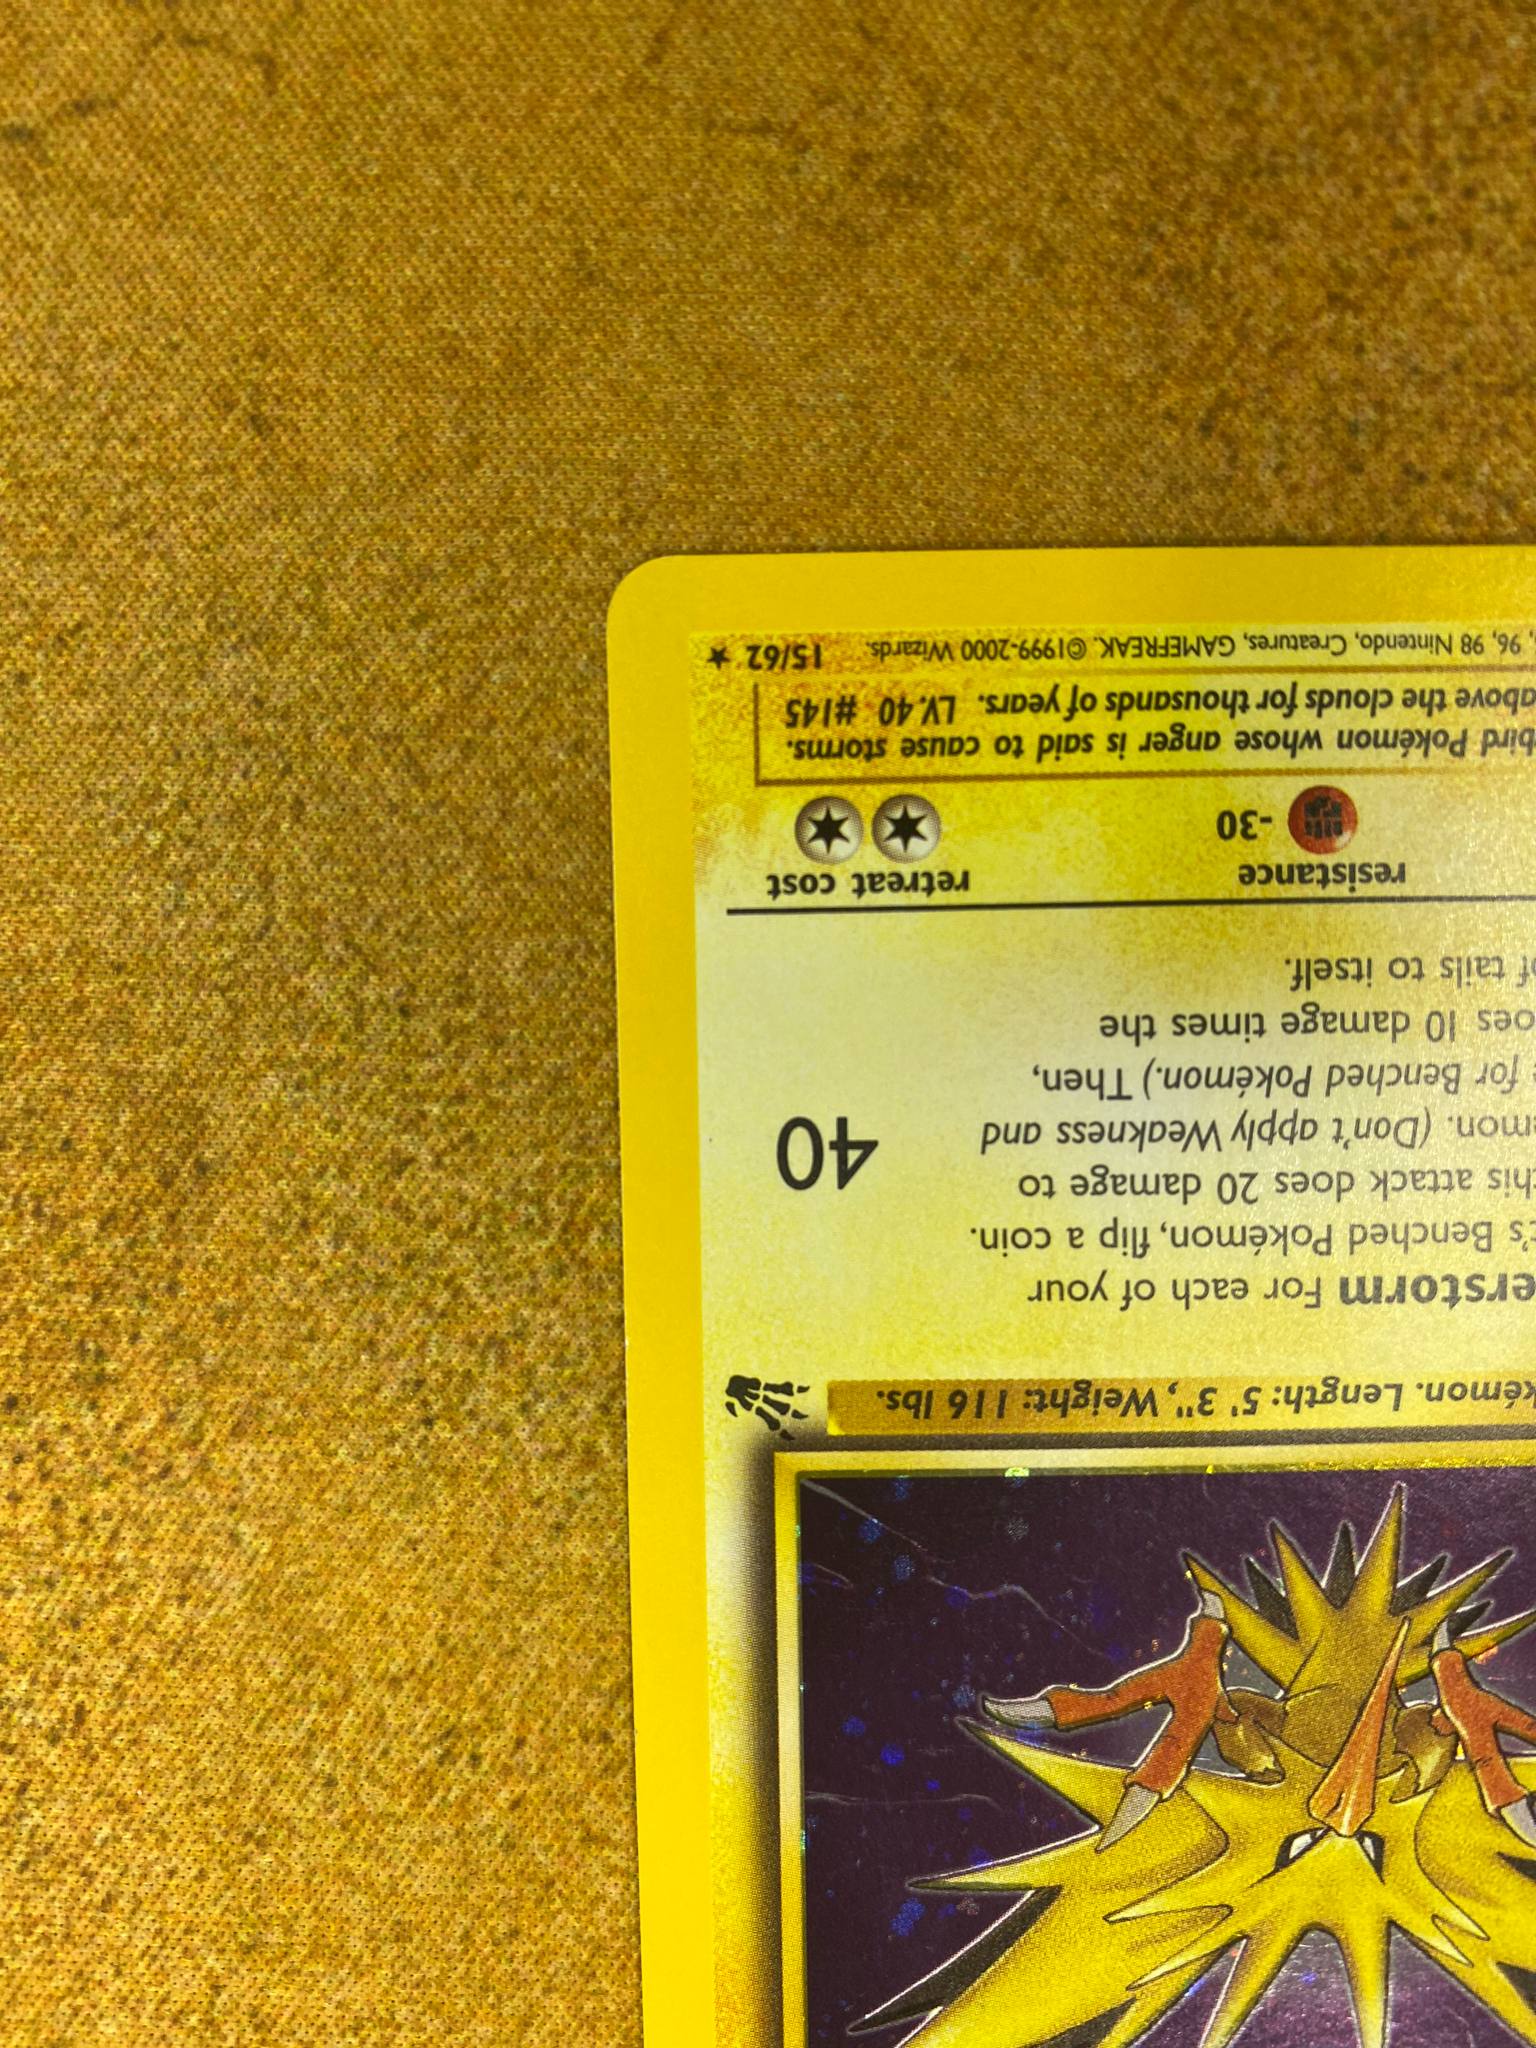 kémon. Length: 5' 3", Weight: 116 lbs.
erstorm For each of your
t's Benched Pokémon, flip a coin.
his attack does 20 damage to
mon. (Don't apply Weakness and
for Benched Pokémon.) Then,
oes 10 damage times the
of tails to itself.
40
resistance
retreat cost
-30
bird Pokémon whose anger is said to cause storms.
above the clouds for thousands of years. LV. 40 #145
96, 98 Nintendo, Creatures, GAMEFREAK. ©1999-2000 Wizards. 15/62 ★